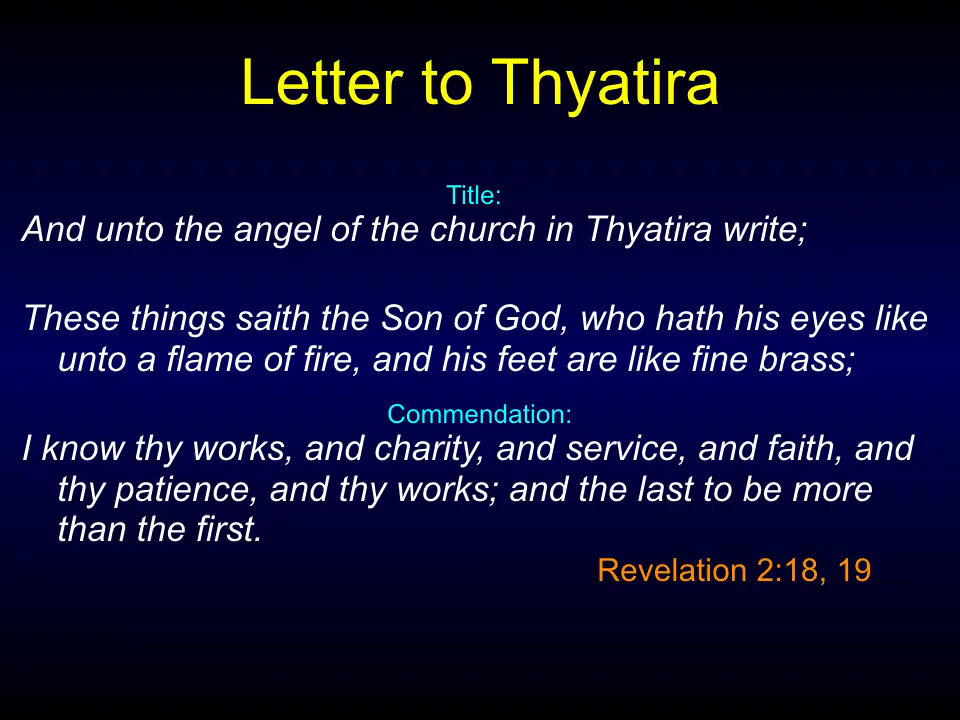 Letter to Thyatira
Title:
And unto the angel of the church in Thyatira write;
These things saith the Son of God, who hath his eyes like
unto a flame of fire, and his feet are like fine brass;
Commendation:
I know thy works, and charity, and service, and faith, and
thy patience, and thy works; and the last to be more
than the first.
Revelation 2:18, 19